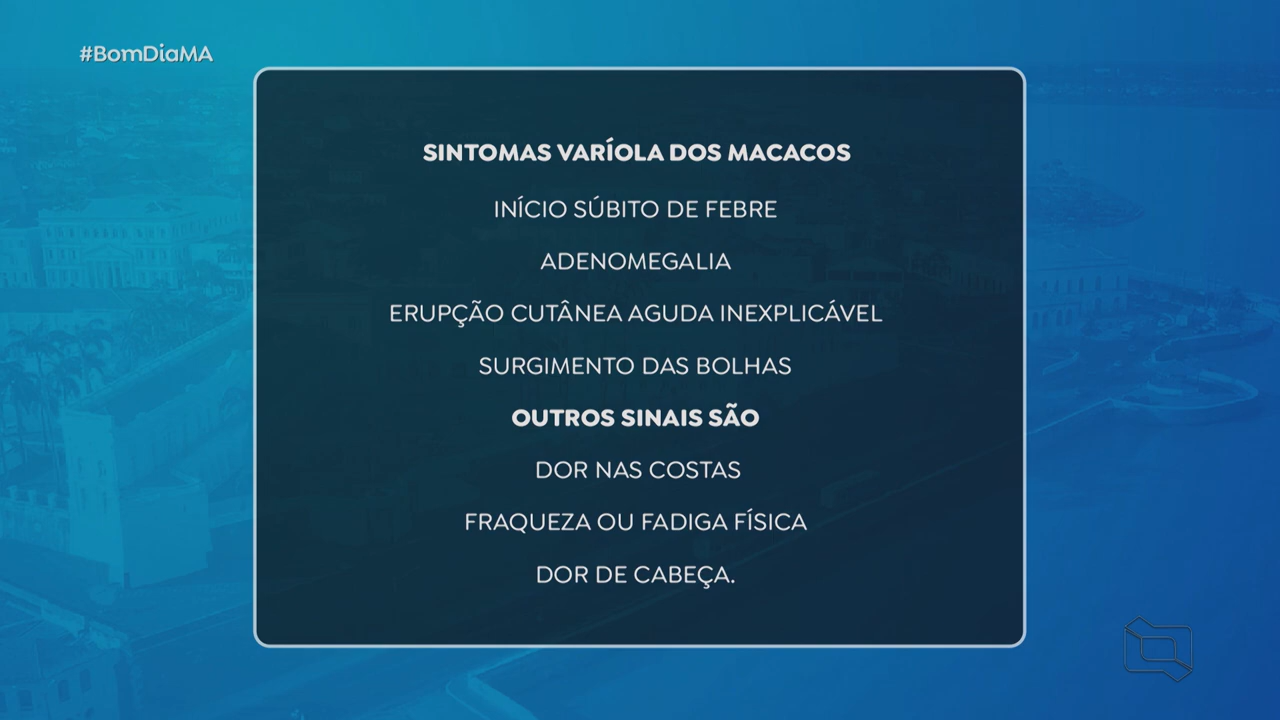 #BomDiaMA
SINTOMAS VARÍOLA DOS MACACOS
INÍCIO SÚBITO DE FEBRE
ADENOMEGALIA
ERUPÇÃO CUTÂNEA AGUDA INEXPLICÁVEL
SURGIMENTO DAS BOLHAS
OUTROS SINAIS SÃO
DOR NAS COSTAS
FRAQUEZA OU FADIGA FÍSICA
DOR DE CABEÇA.